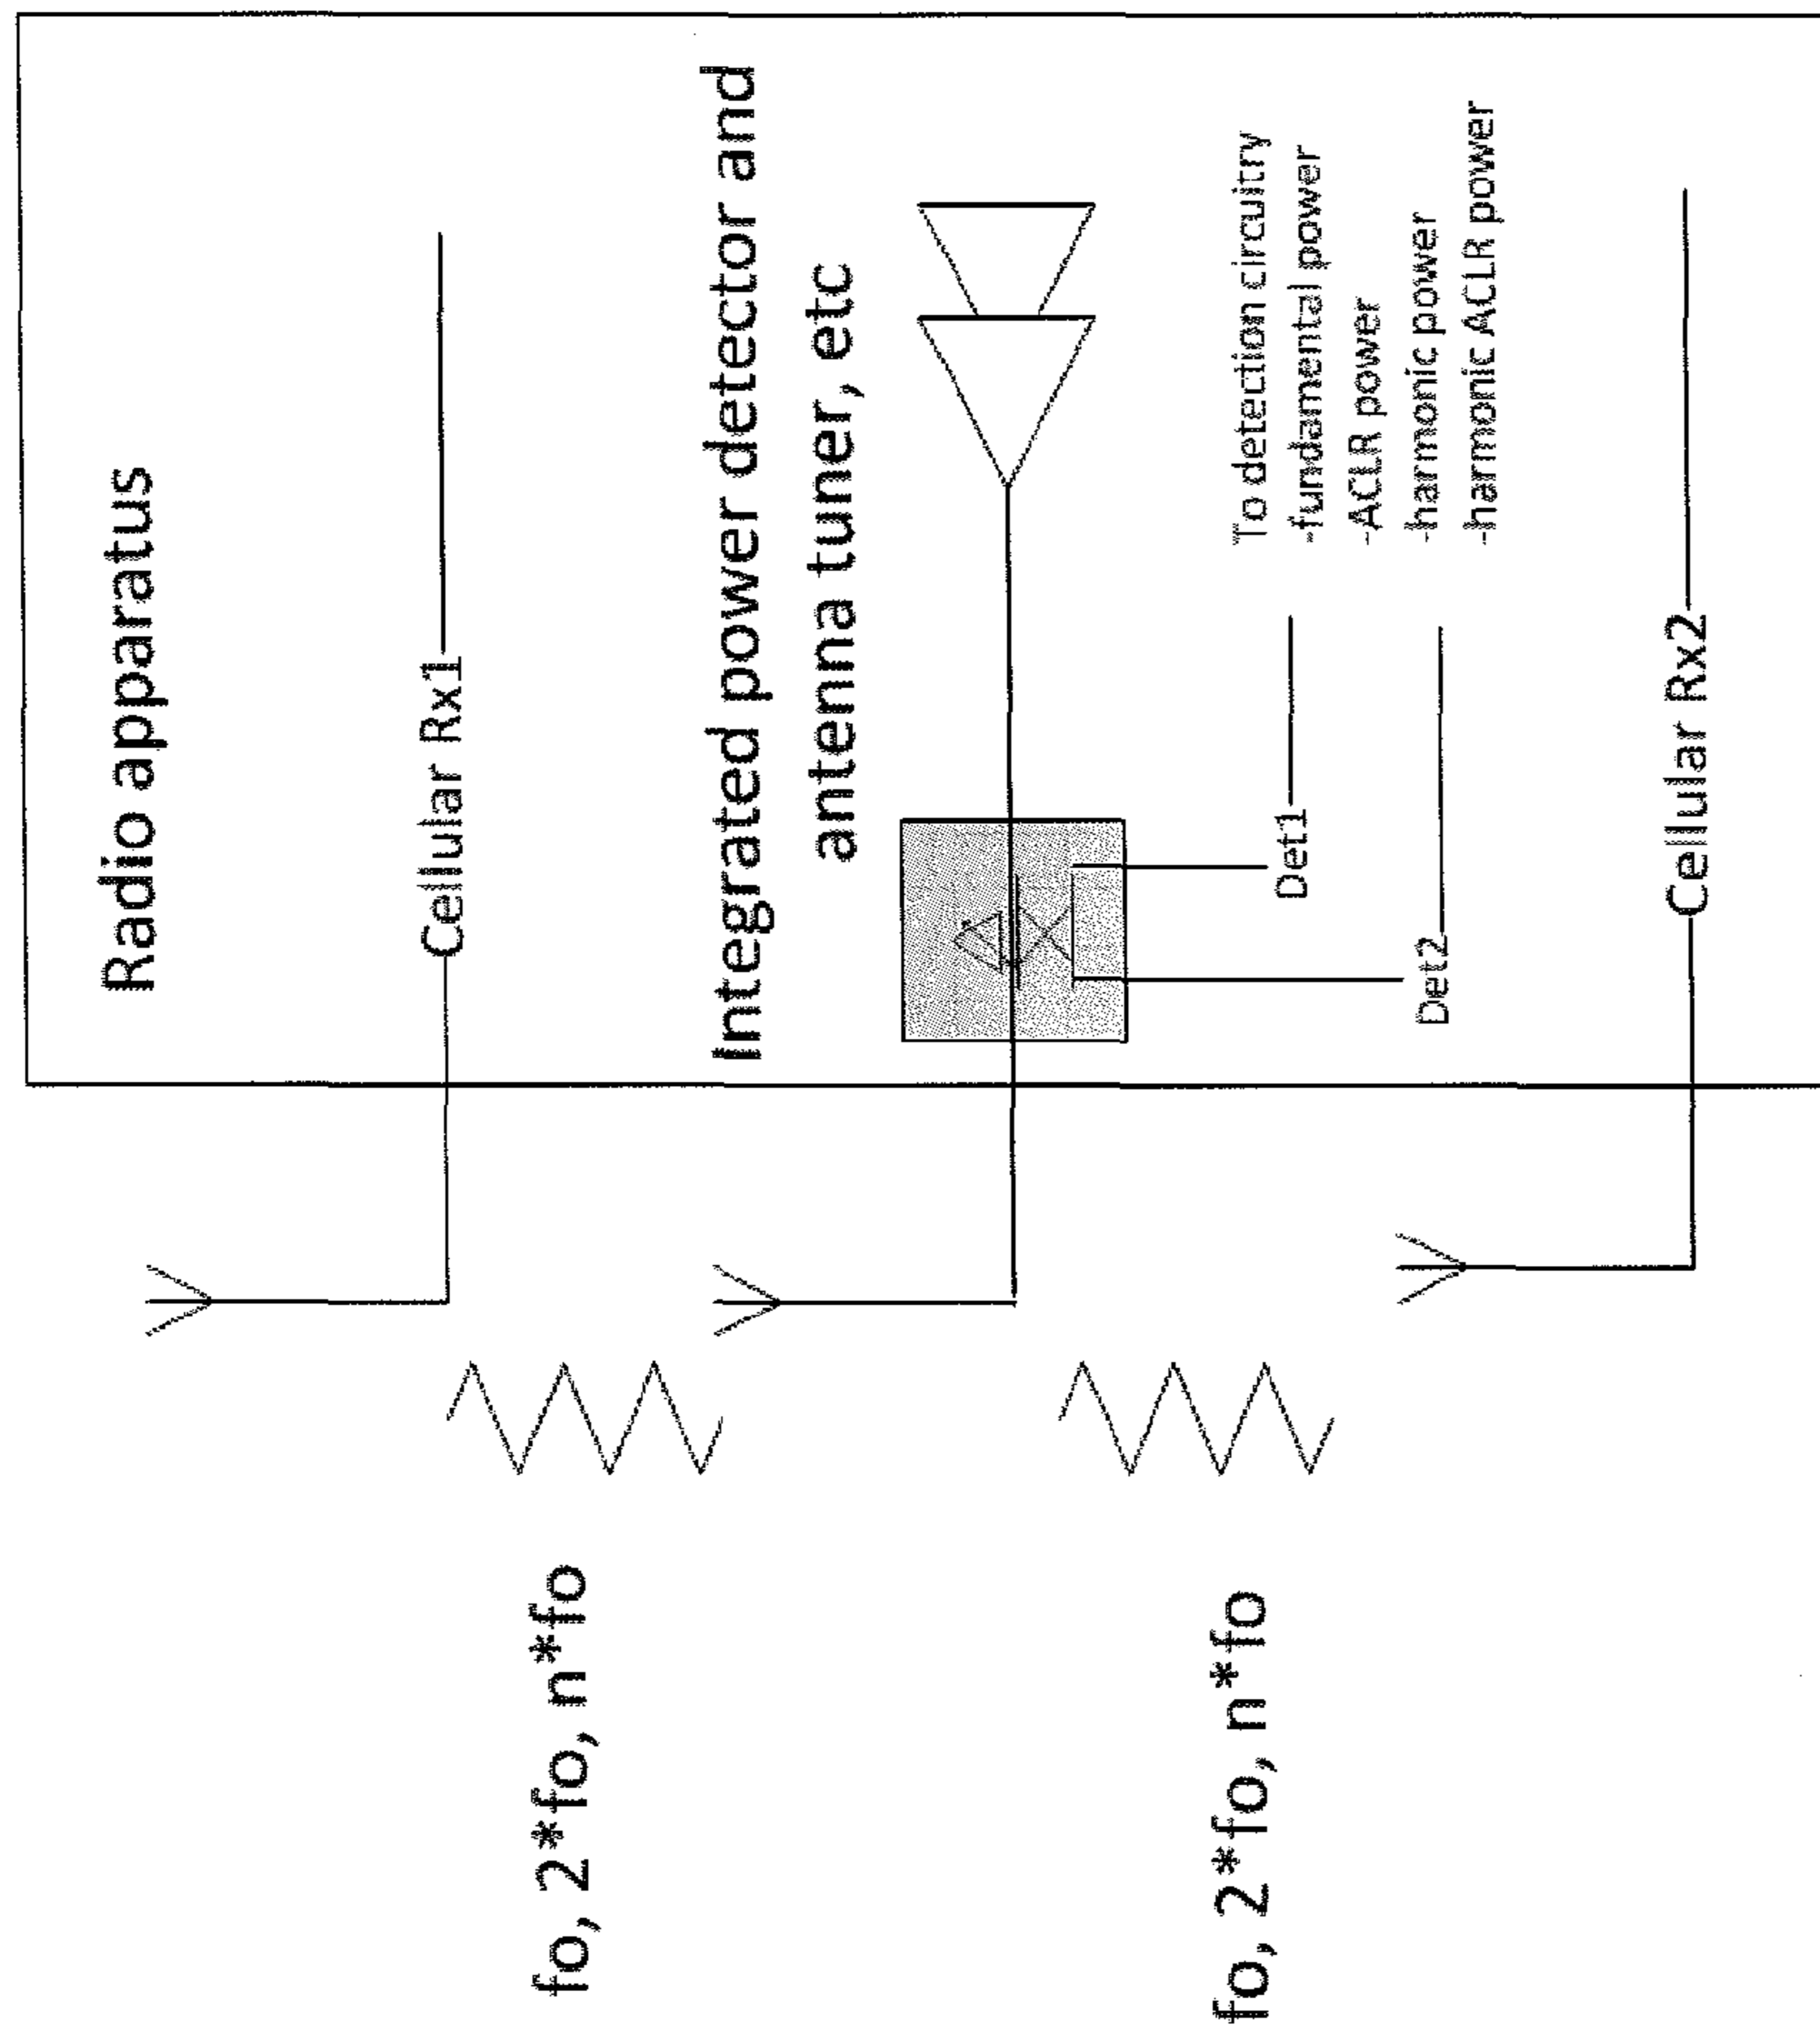 Radio apparatus
Cellular Rx1
Integrated power detector and
antenna tuner, etc
fo, 2*fo, n*fo
Det1
To detection circuitry
-fundamental power
-ACLR power
-harmonic power
-harmonic ACLR power
Det2
fo, 2*fo, n*fo
Cellular Rx2